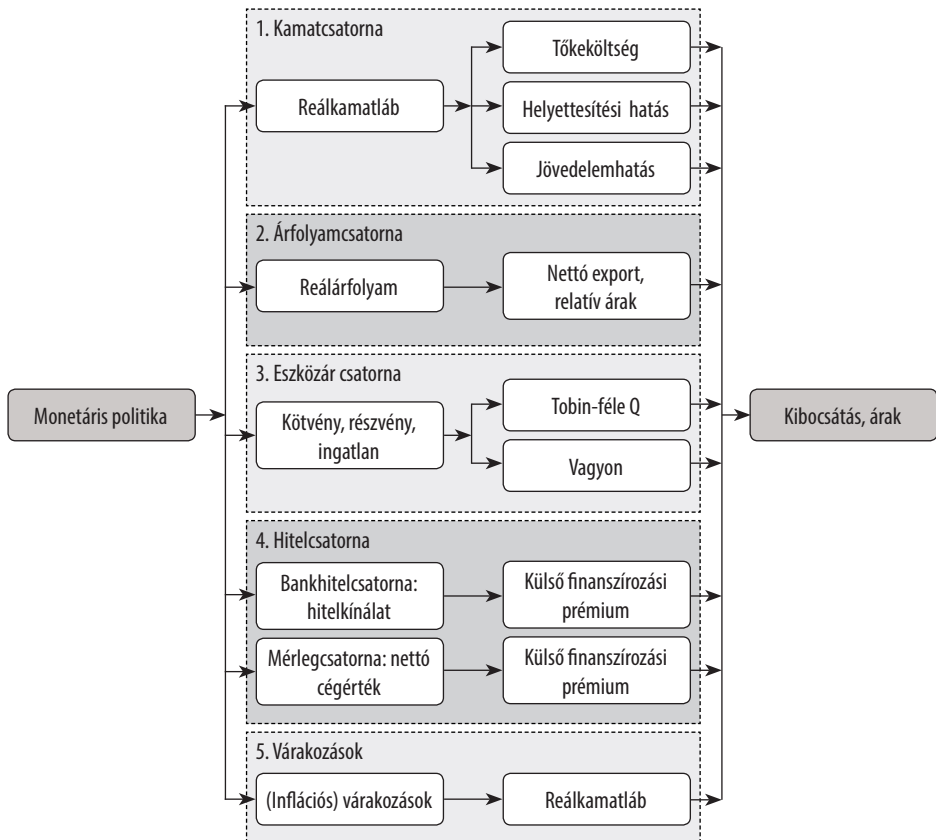 1. Kamatcsatorna
Reálkamatláb
Tőkeköltség
Helyettesítési hatás
Jövedelemhatás
2. Árfolyamcsatorna
Reálárfolyam
Nettó export,
relatív árak
Monetáris politika
3. Eszközár csatorna
Kötvény, részvény,
ingatlan
Tobin-féle Q
Vagyon
Kibocsátás, árak
4. Hitelcsatorna
Bankhitelcsatorna:
hitelkínálat
Külső finanszírozási
prémium
Mérlegcsatorna: nettó
cégérték
Külső finanszírozási
prémium
5. Várakozások
(Inflációs) várakozások
Reálkamatláb